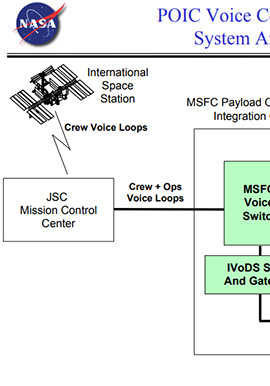 NASA
POIC Voice C
System A
International
Space
Station
MSFC Payload O
Integration
Crew Voice Loops
Crew + Ops
Voice Loops
JSC
Mission Control
Center
MSFC
Voice
Switc
IVoDS S
And Gate